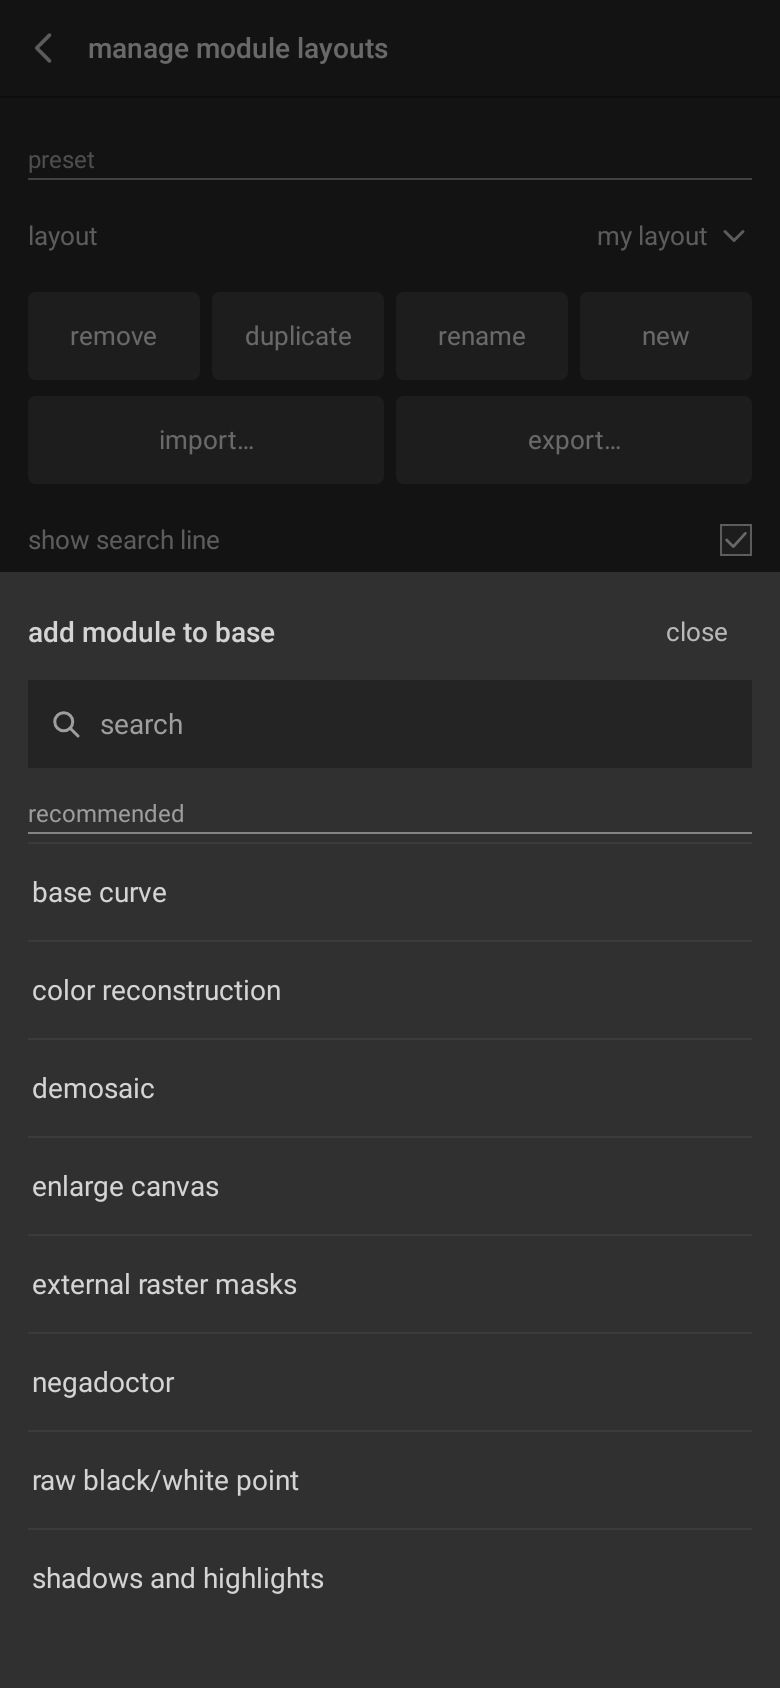 manage module layouts
preset
layout
my layout
remove
duplicate
rename
new
import…
export…
show search line
add module to base
close
search
recommended
base curve
color reconstruction
demosaic
enlarge canvas
external raster masks
negadoctor
raw black/white point
shadows and highlights